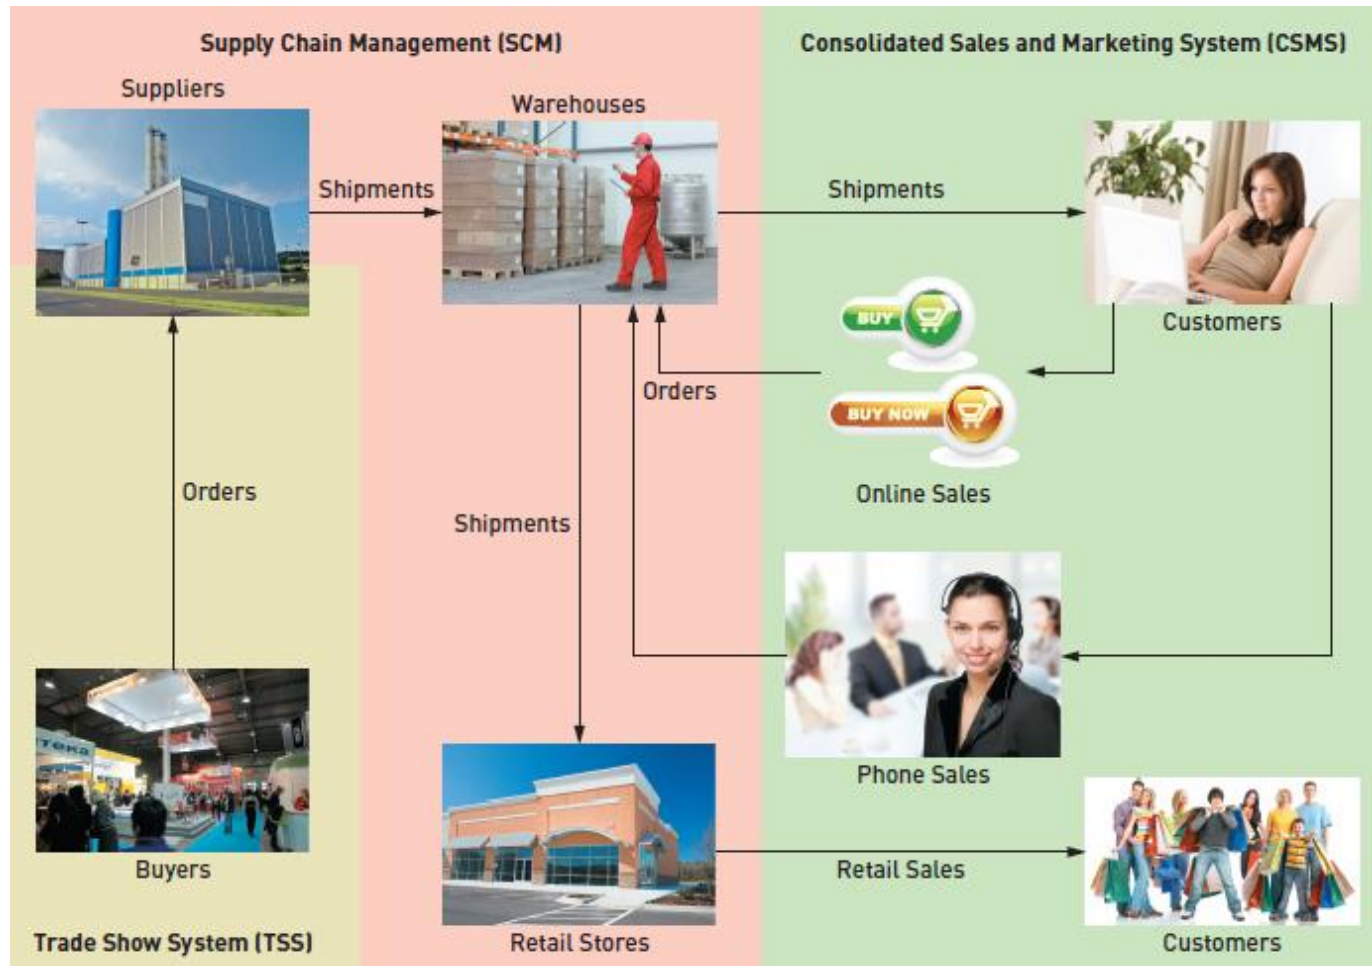 Supply Chain Management (SCM)
Consolidated Sales and Marketing System (CSMS)
Suppliers
Warehouses
Shipments
Shipments
BUY
Customers
Orders
BUY NOW
Orders
Online Sales
Shipments
Phone Sales
тека
Buyers
Retail Sales
Trade Show System (TSS)
Retail Stores
Customers